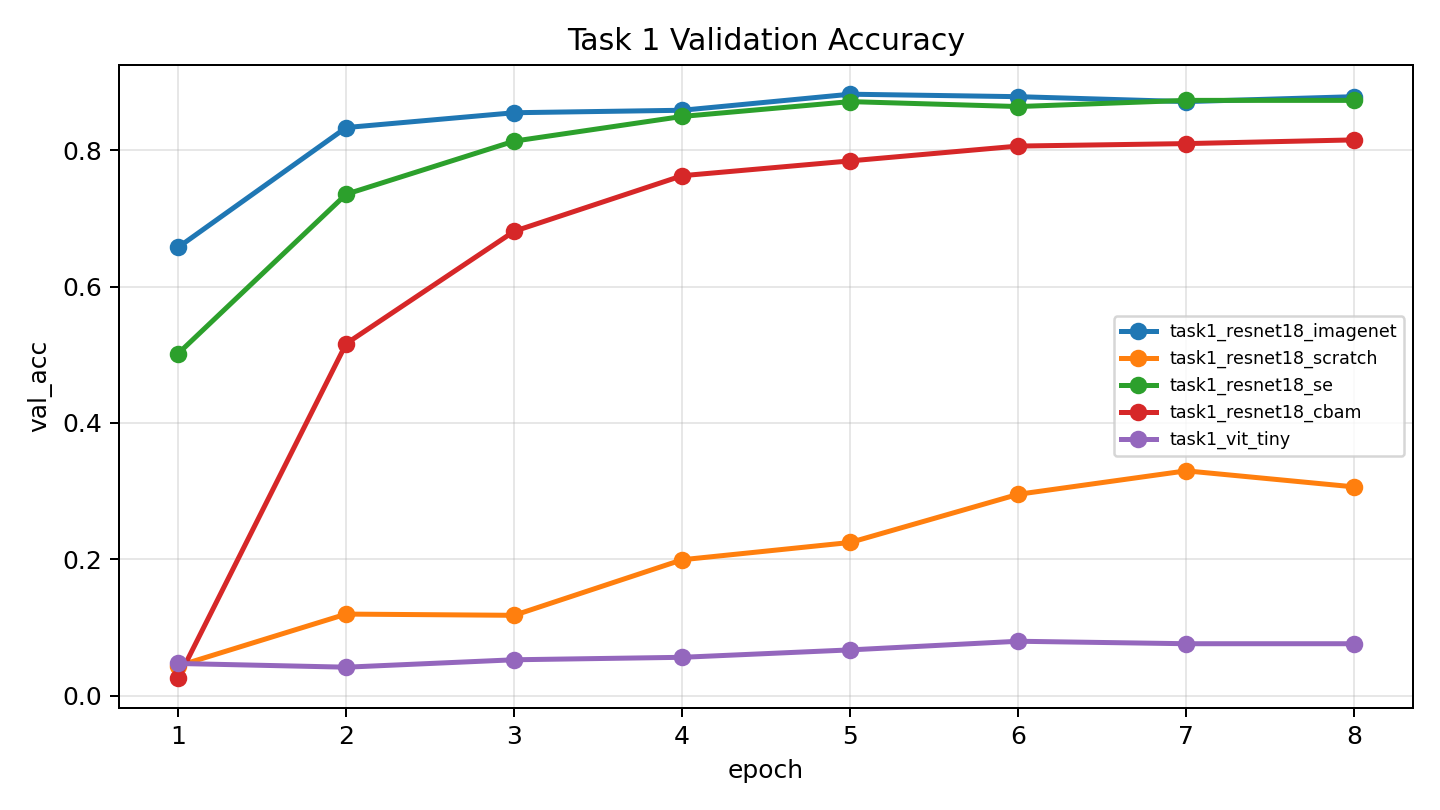 Task 1 Validation Accuracy
val_acc
0.8
0.6
0.4
0.2
0.0
task1_resnet18_imagenet
task1_resnet18_scratch
task1_resnet18_se
task1_resnet18_cbam
task1_vit_tiny
1 2 3 4 5 6 7 8
epoch